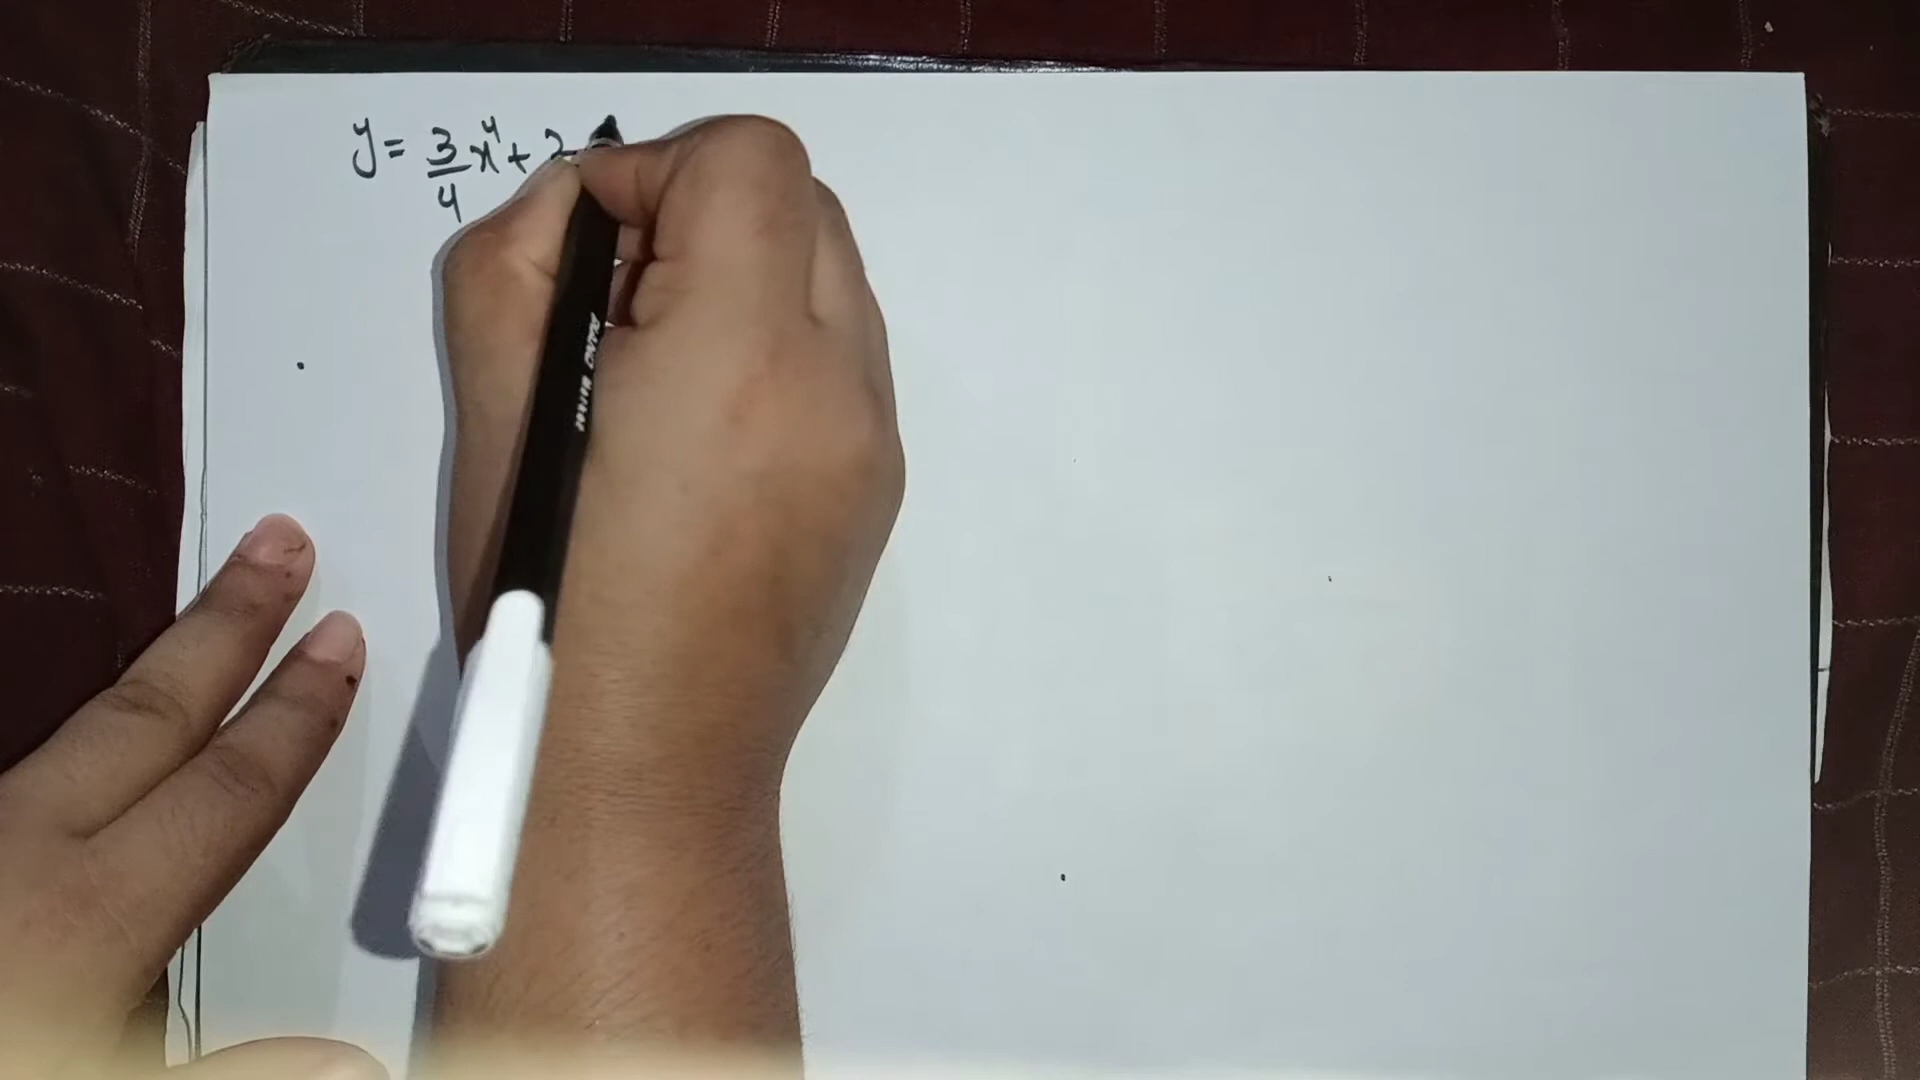 y = 3/4 x⁴ + 2